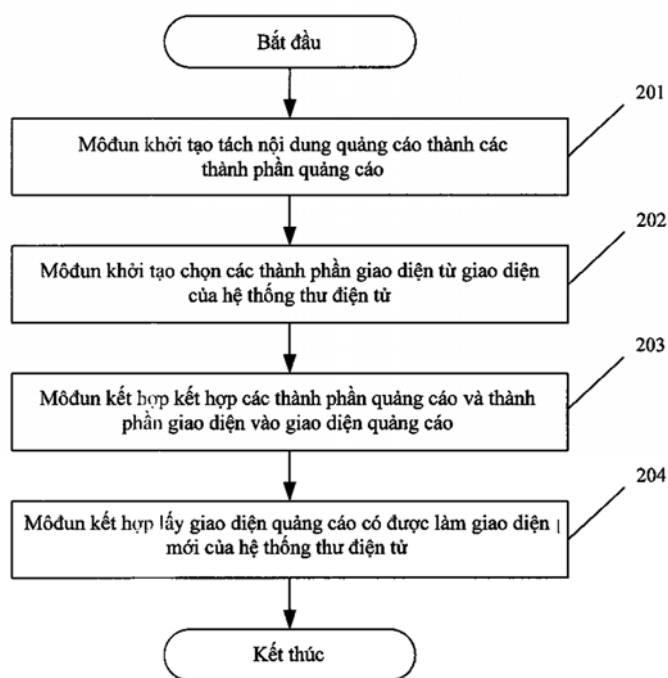 Bắt đầu
201
Môđun khởi tạo tách nội dung quảng cáo thành các
thành phần quảng cáo
202
Môđun khởi tạo chọn các thành phần giao diện từ giao diện
của hệ thống thư điện tử
203
Môđun kết hợp kết hợp các thành phần quảng cáo và thành
phần giao diện vào giao diện quảng cáo
204
Môđun kết hợp lấy giao diện quảng cáo có được làm giao diện
mới của hệ thống thư điện tử
Kết thúc